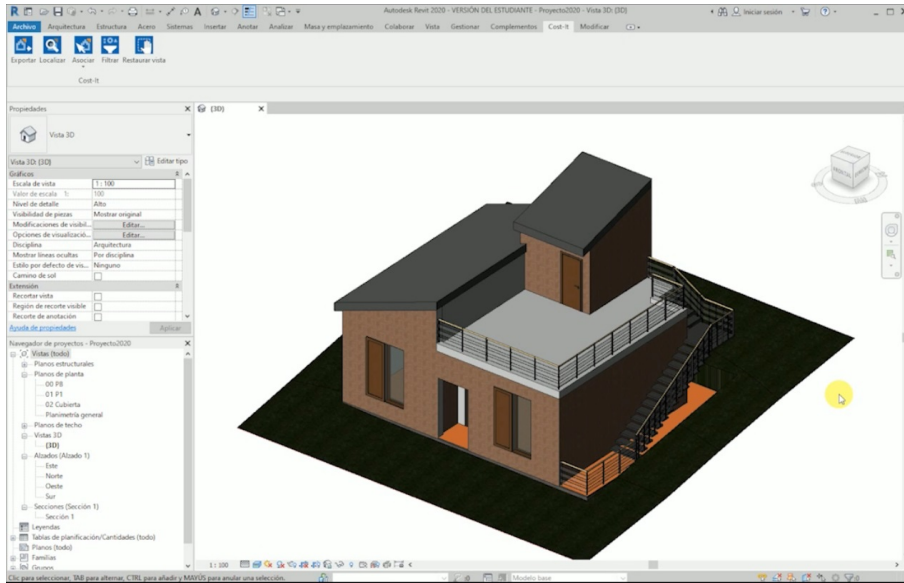 Autodesk Revit 2020 - VERSIÓN DEL ESTUDIANTE - Proyecto2020 - Vista 3D: {3D}
Iniciar sesión
Archivo Arquitectura Estructura Acero Sistemas Insertar Anotar Analizar Masa y emplazamiento Colaborar Vista Gestionar Complementos Cost-It Modificar
Exportar Localizar Asociar Filtrar Restaurar vista
Cost-It
Propiedades
{3D}
Vista 3D
Vista 3D: {3D}
Editar tipo
Gráficos
Escala de vista 1 : 100
Valor de escala 1: 100
Nivel de detalle Alto
Visibilidad de piezas Mostrar original
Modificaciones de visibil... Editar...
Opciones de visualizació... Editar...
Disciplina Arquitectura
Mostrar líneas ocultas Por disciplina
Estilo por defecto de vis... Ninguno
Camino de sol
Extensión
Recortar vista
Región de recorte visible
Recorte de anotación
Ayuda de propiedades Aplicar
Navegador de proyectos - Proyecto2020
Vistas (todo)
Planos estructurales
Planos de planta
00 PB
01 P1
02 Cubierta
Planimetría general
Planos de techo
Vistas 3D
{3D}
Alzados (Alzado 1)
Este
Norte
Oeste
Sur
Secciones (Sección 1)
Sección 1
Leyendas
Tablas de planificación/Cantidades (todo)
Planos (todo)
Familias
Grupos
1 : 100
Clic para seleccionar, TAB para alternar, CTRL para añadir y MAYÚS para anular una selección.
:0
Modelo base